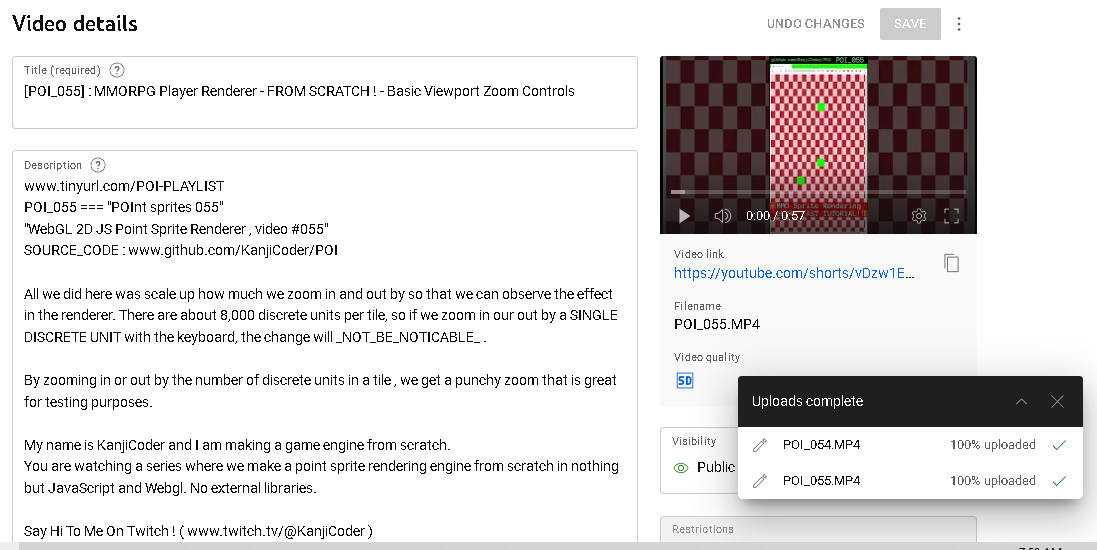 Video details
UNDO CHANGES
SAVE
Title (required)
[POI_055] : MMORPG Player Renderer - FROM SCRATCH ! - Basic Viewport Zoom Controls
Description
www.tinyurl.com/POI-PLAYLIST
POI_055 === "POInt sprites 055"
"WebGL 2D JS Point Sprite Renderer , video #055"
SOURCE_CODE : www.github.com/KanjiCoder/POI
All we did here was scale up how much we zoom in and out by so that we can observe the effect
in the renderer. There are about 8,000 discrete units per tile, so if we zoom in our out by a SINGLE
DISCRETE UNIT with the keyboard, the change will _NOT_BE_NOTICABLE_ .
By zooming in or out by the number of discrete units in a tile , we get a punchy zoom that is great
for testing purposes.
My name is KanjiCoder and I am making a game engine from scratch.
You are watching a series where we make a point sprite rendering engine from scratch in nothing
but JavaScript and Webgl. No external libraries.
Say Hi To Me On Twitch ! ( www.twitch.tv/@KanjiCoder )
POI_055
MMO Sprite Rendering
0:00 / 0:57
Video link
https://youtube.com/shorts/vDzw1E...
Filename
POI_055.MP4
Video quality
SD
Uploads complete
POI_054.MP4 100% uploaded
POI_055.MP4 100% uploaded
Visibility
Public
Restrictions